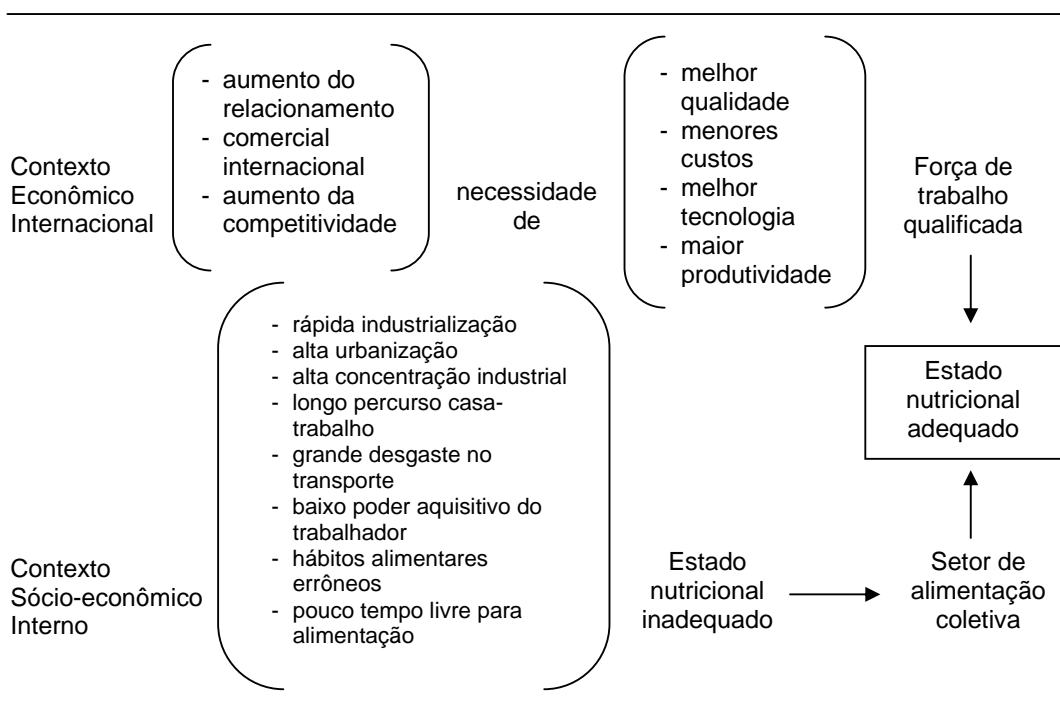 Contexto
Econômico
Internacional
- aumento do
relacionamento
- comercial
internacional
- aumento da
competitividade
necessidade
de
- melhor
qualidade
- menores
custos
- melhor
tecnologia
- maior
produtividade
Força de
trabalho
qualificada
Estado
nutricional
adequado
Contexto
Sócio-econômico
Interno
- rápida industrialização
- alta urbanização
- alta concentração industrial
- longo percurso casa-
trabalho
- grande desgaste no
transporte
- baixo poder aquisitivo do
trabalhador
- hábitos alimentares
errôneos
- pouco tempo livre para
alimentação
Estado
nutricional
inadequado
Setor de
alimentação
coletiva